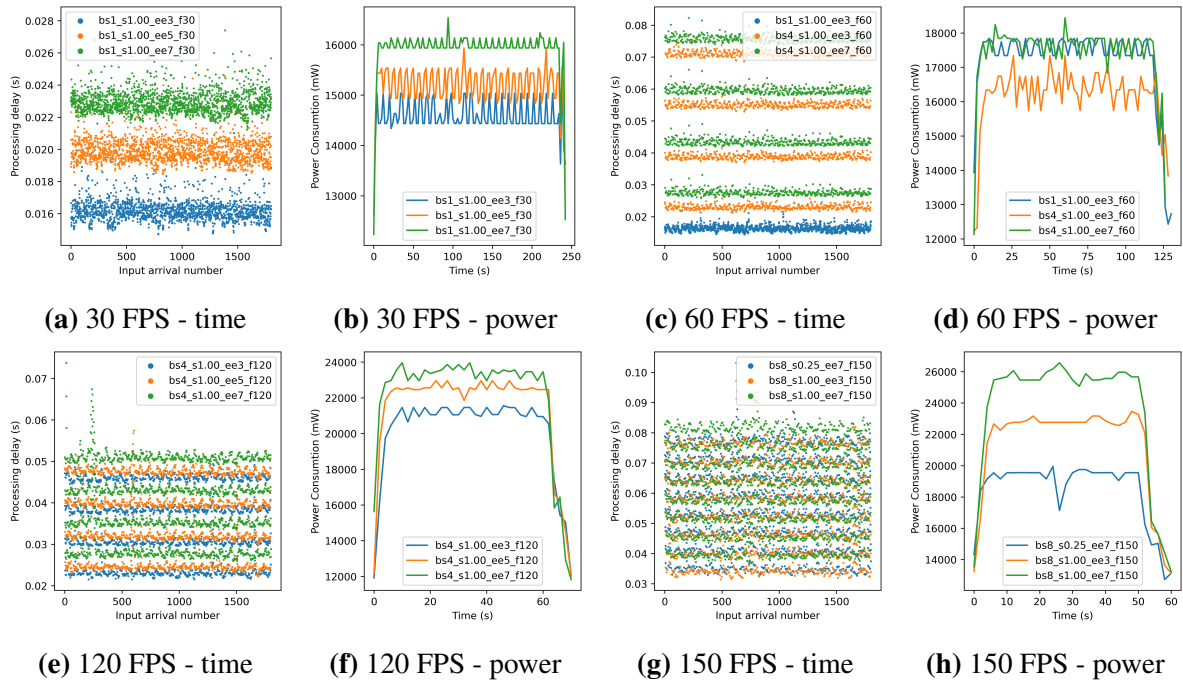 0.028
0.026
0.024
0.022
0.020
0.018
0.016
Processing delay (s)
bs1_s1.00_ee3_f30
bs1_s1.00_ee5_f30
bs1_s1.00_ee7_f30
0 500 1000 1500
Input arrival number
16000
15000
14000
13000
Power Consumtion (mW)
bs1_s1.00_ee3_f30
bs1_s1.00_ee5_f30
bs1_s1.00_ee7_f30
0 50 100 150 200 250
Time (s)
0.08
0.07
0.06
0.05
0.04
0.03
0.02
Processing delay (s)
bs1_s1.00_ee3_f60
bs4_s1.00_ee3_f60
bs4_s1.00_ee7_f60
0 500 1000 1500
Input arrival number
18000
17000
16000
15000
14000
13000
12000
Power Consumtion (mW)
bs1_s1.00_ee3_f60
bs4_s1.00_ee3_f60
bs4_s1.00_ee7_f60
0 25 50 75 100 125
Time (s)
(a) 30 FPS - time
(b) 30 FPS - power
(c) 60 FPS - time
(d) 60 FPS - power
0.07
0.06
0.05
0.04
0.03
0.02
Processing delay (s)
bs4_s1.00_ee3_f120
bs4_s1.00_ee5_f120
bs4_s1.00_ee7_f120
0 500 1000 1500
Input arrival number
24000
22000
20000
18000
16000
14000
12000
Power Consumtion (mW)
bs4_s1.00_ee3_f120
bs4_s1.00_ee5_f120
bs4_s1.00_ee7_f120
0 20 40 60
Time (s)
0.10
0.09
0.08
0.07
0.06
0.05
0.04
0.03
Processing delay (s)
bs8_s0.25_ee7_f150
bs8_s1.00_ee3_f150
bs8_s1.00_ee7_f150
0 500 1000 1500
Input arrival number
26000
24000
22000
20000
18000
16000
14000
Power Consumtion (mW)
bs8_s0.25_ee7_f150
bs8_s1.00_ee3_f150
bs8_s1.00_ee7_f150
0 10 20 30 40 50 60
Time (s)
(e) 120 FPS - time
(f) 120 FPS - power
(g) 150 FPS - time
(h) 150 FPS - power